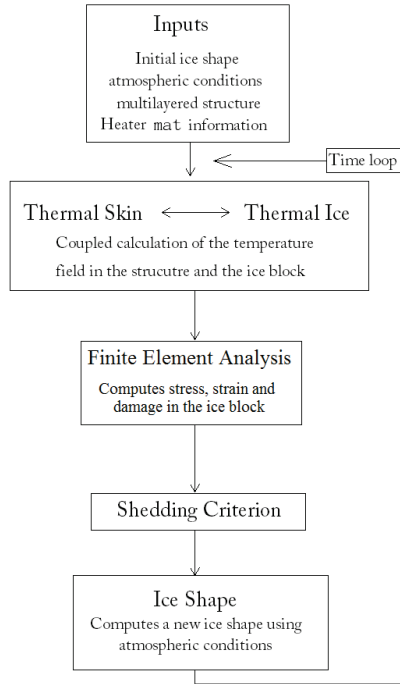 Inputs
Initial ice shape
atmospheric conditions
multilayered structure
Heater mat information
Time loop
Thermal Skin Thermal Ice
Coupled calculation of the temperature
field in the strucutre and the ice block
Finite Element Analysis
Computes stress, strain and
damage in the ice block
Shedding Criterion
Ice Shape
Computes a new ice shape using
atmospheric conditions